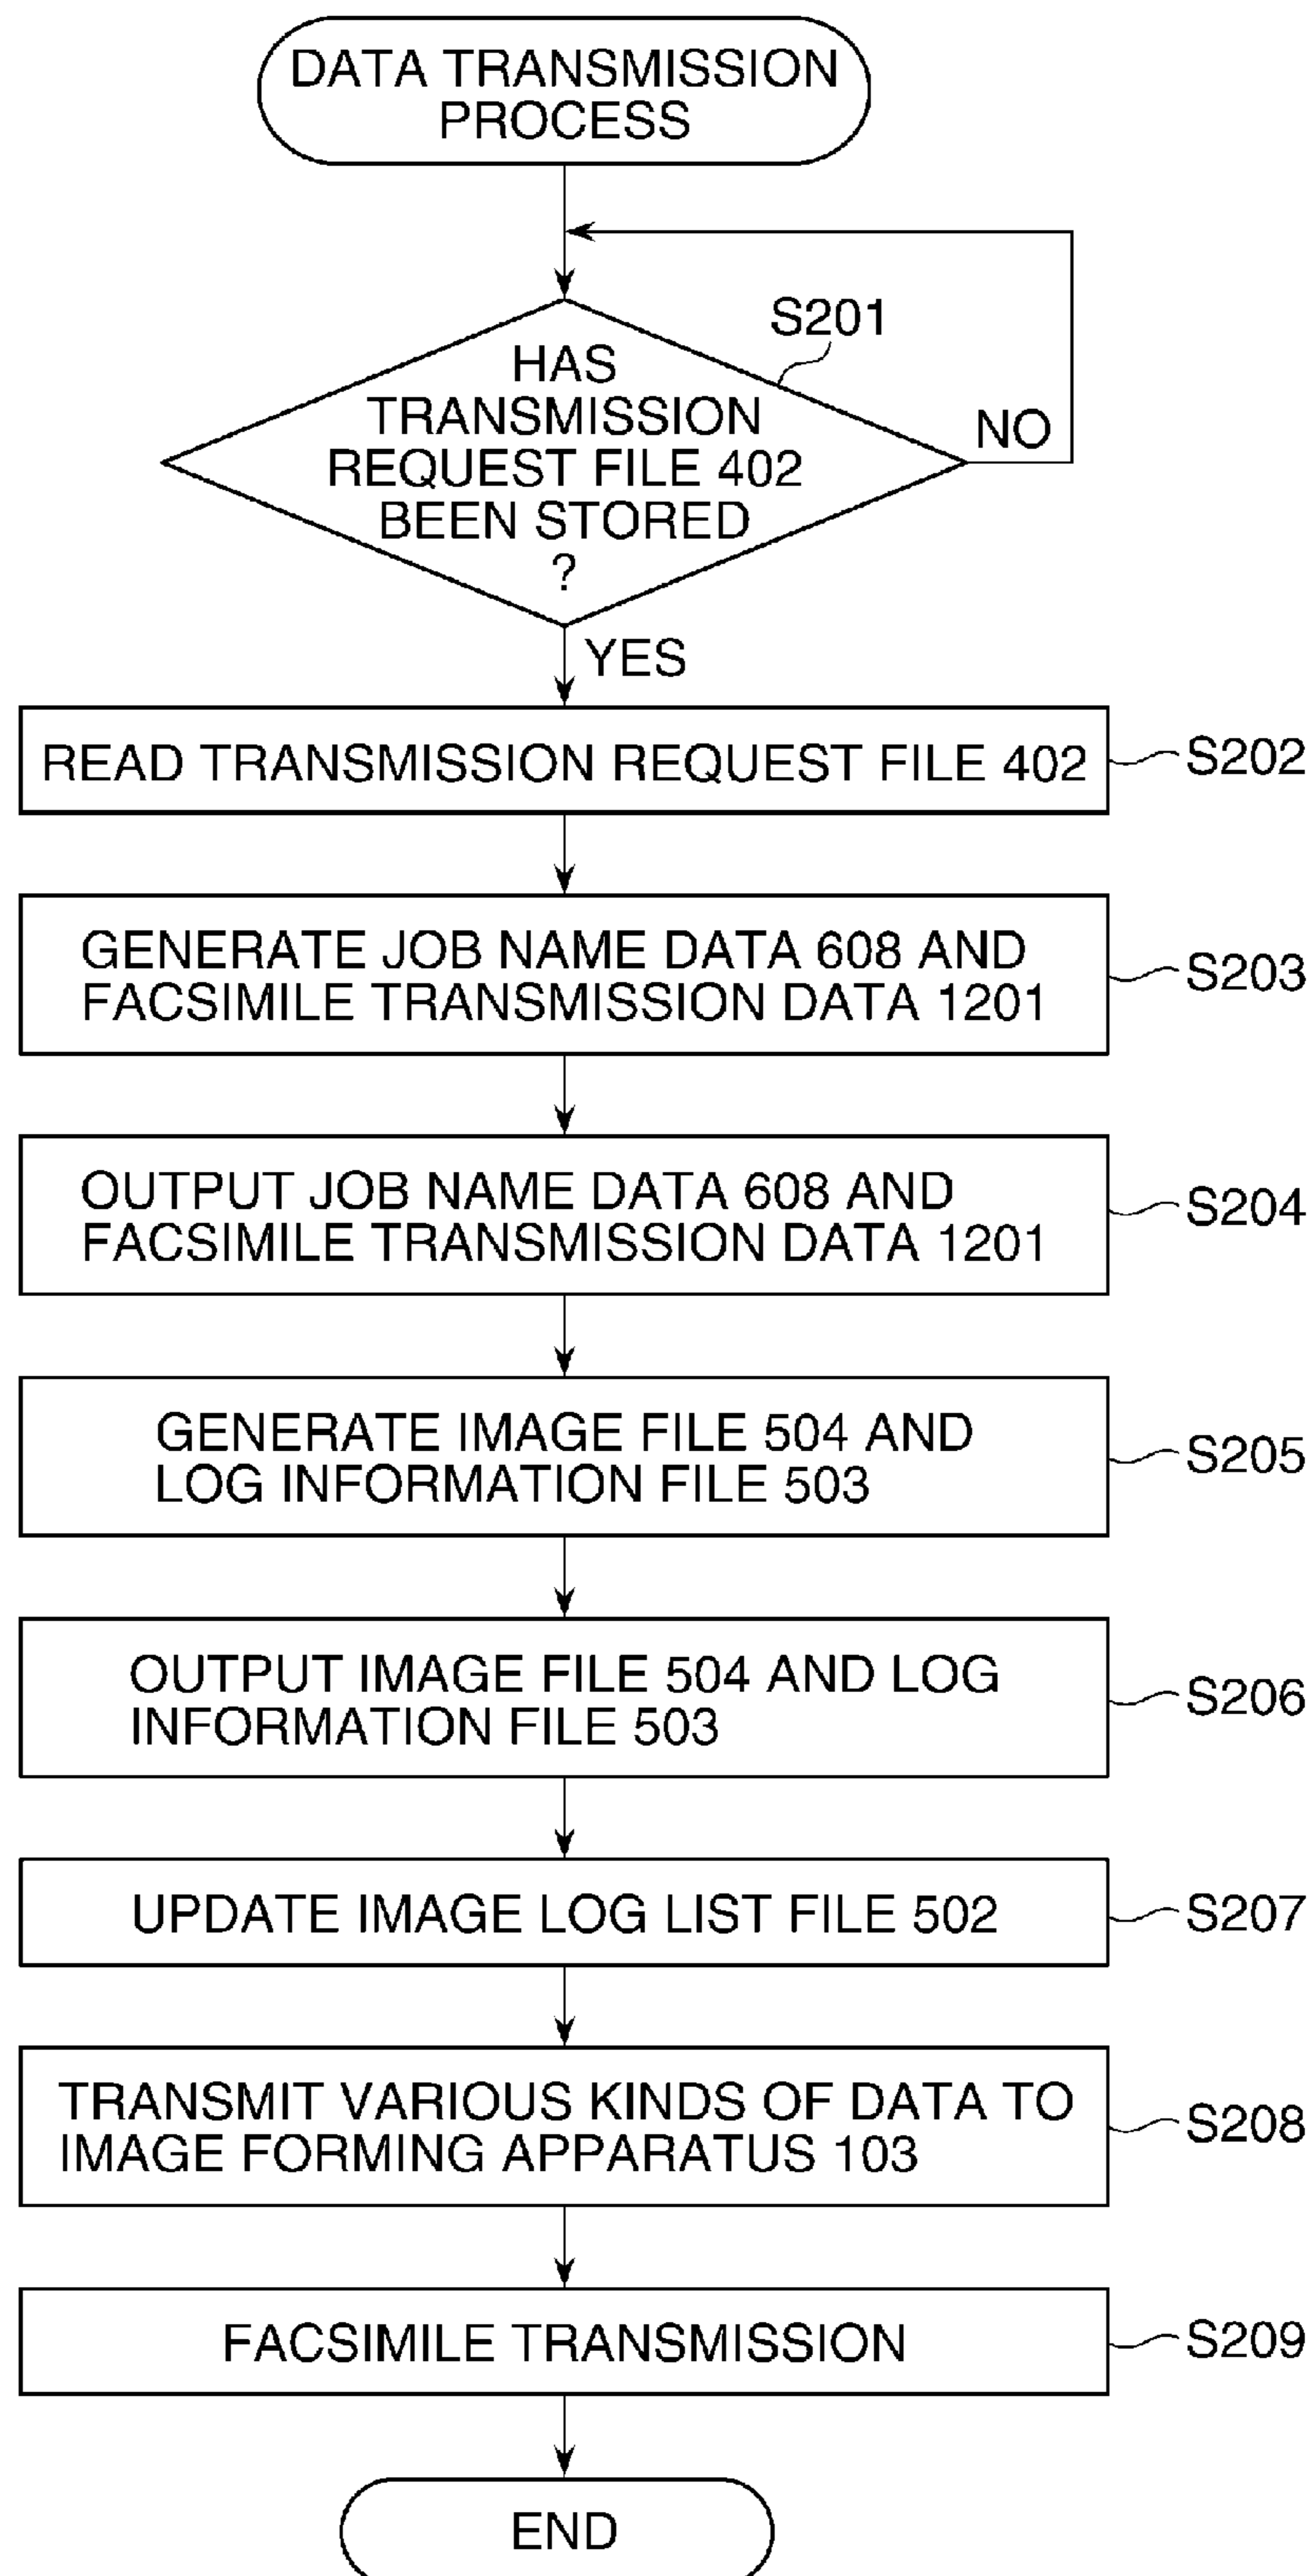 DATA TRANSMISSION
PROCESS
S201
HAS
TRANSMISSION
REQUEST FILE 402
BEEN STORED
?
NO
YES
READ TRANSMISSION REQUEST FILE 402
S202
GENERATE JOB NAME DATA 608 AND
FACSIMILE TRANSMISSION DATA 1201
S203
OUTPUT JOB NAME DATA 608 AND
FACSIMILE TRANSMISSION DATA 1201
S204
GENERATE IMAGE FILE 504 AND
LOG INFORMATION FILE 503
S205
OUTPUT IMAGE FILE 504 AND LOG
INFORMATION FILE 503
S206
UPDATE IMAGE LOG LIST FILE 502
S207
TRANSMIT VARIOUS KINDS OF DATA TO
IMAGE FORMING APPARATUS 103
S208
FACSIMILE TRANSMISSION
S209
END